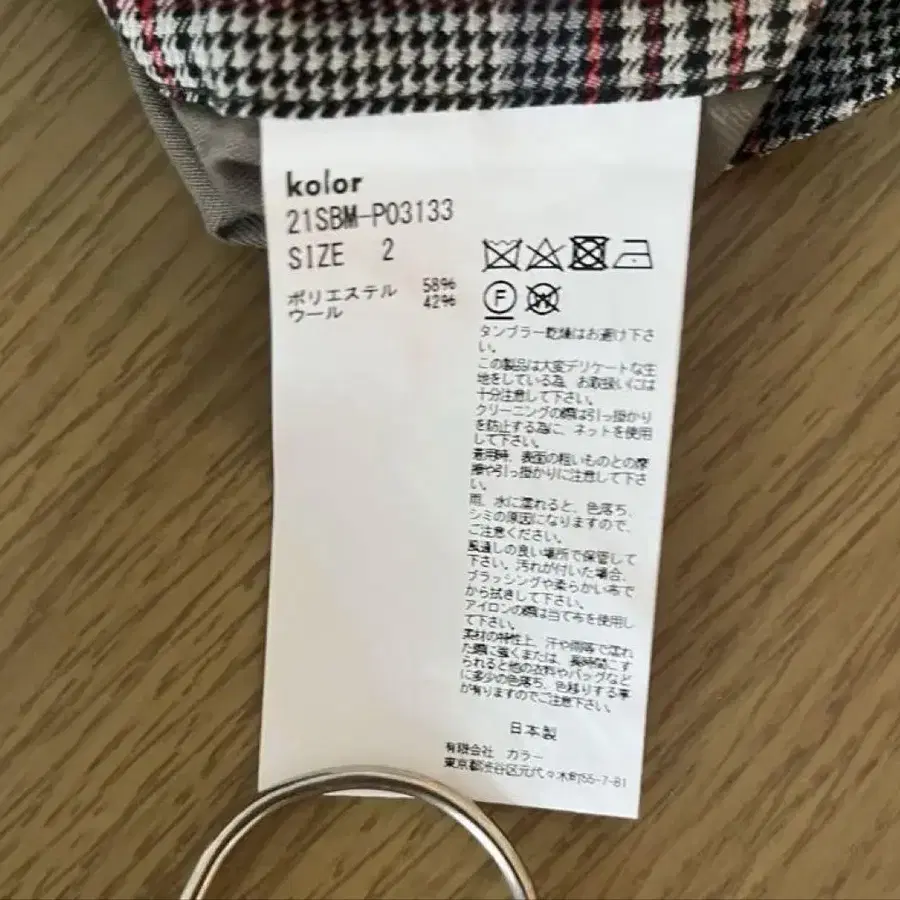 kolor
21SBM-P03133
SIZE 2
ポリエステル 58%
ウール 42%
F
W
タンブラー乾燥はお避け下さ
い。
この製品は大変デリケートな生
地をしている為、お取扱いには
十分注意して下さい。
クリーニングの際は引っ掛かり
を防止する為に、ネットを使用
して下さい。
着用時、表面の粗いものとの摩
擦や引っ掛かりに注意して下さ
い。
雨、水に濡れると、色落ち、
シミの原因になりますので、
ご注意ください。
風通しの良い場所で保管して
下さい。汚れが付いた場合、
ブラッシングや柔らかい布で
から拭きして下さい。
アイロンの際は当て布を使用し
て下さい。
素材の特性上、汗や雨等で濡れ
た際に強くまたは、長時間こす
られると他の衣料やバッグなど
に多少の色落ち、色移りする事
が有りますのでご注意下さい。
日本製
有限会社 カラー
東京都渋谷区元代々木町55-7-B1